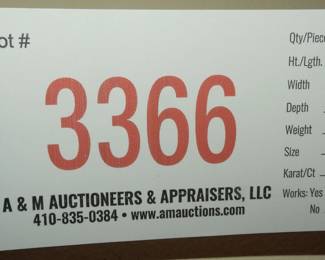 ot #
3366
A & M AUCTIONEERS & APPRAISERS, LLC
410-835-0384 • www.amauctions.com
Qty/Piece
Ht./Lgth.
Width
Depth
Weight
Size
Karat/Ct
Works: Yes
No